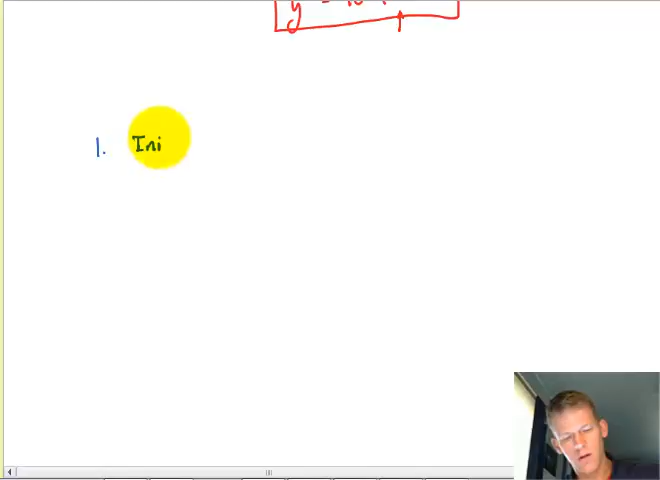 y =
1. Ini